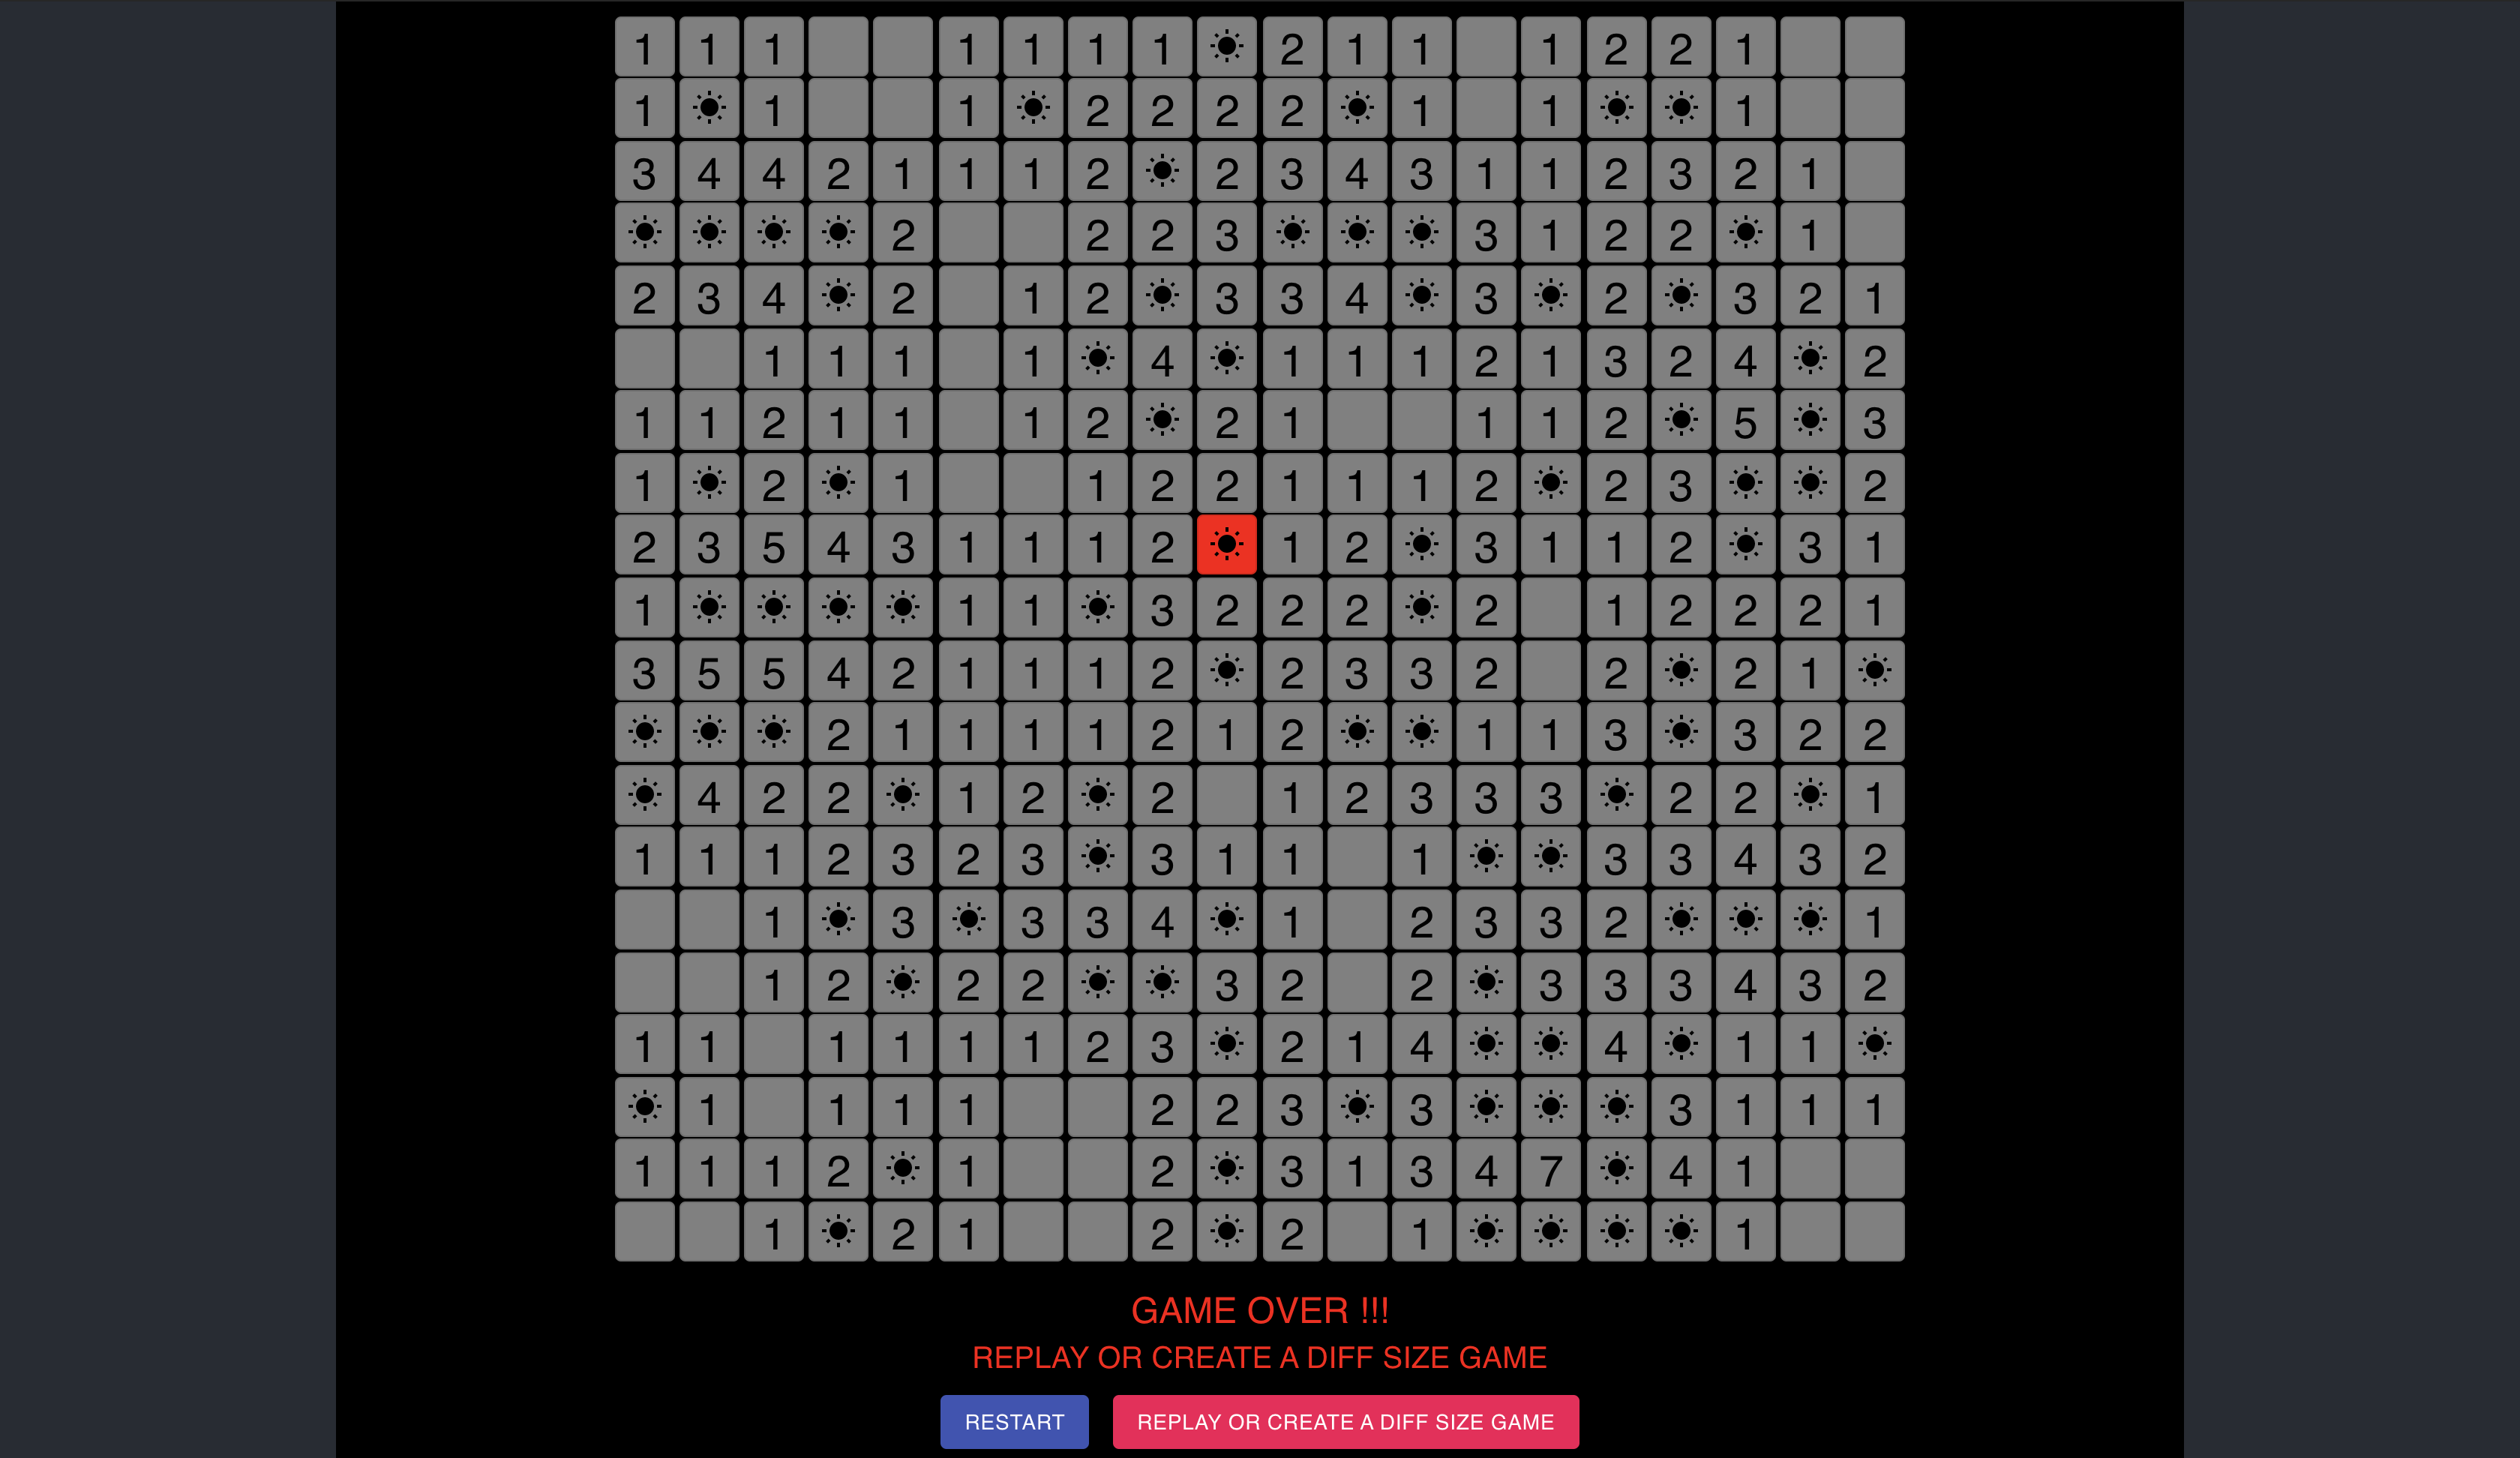 1 1 1 1 1 1 1 2 1 1 1 2 2 1
1 1 1 2 2 2 2 1 1 1
3 4 4 2 1 1 1 2 2 3 4 3 1 1 2 3 2 1
2 2 2 3 3 1 2 2 1
2 3 4 2 1 2 3 3 4 3 2 3 2 1
1 1 1 1 4 1 1 1 2 1 3 2 4 2
1 1 2 1 1 1 2 2 1 1 1 2 5 3
1 2 1 1 2 2 1 1 1 2 2 3 2
2 3 5 4 3 1 1 1 2 1 2 3 1 1 2 3 1
1 1 1 3 2 2 2 2 1 2 2 2 1
3 5 5 4 2 1 1 1 2 2 3 3 2 2 2 1
2 1 1 1 1 2 1 2 1 1 3 3 2 2
4 2 2 1 2 2 1 2 3 3 3 2 2 1
1 1 1 2 3 2 3 3 1 1 1 3 3 4 3 2
1 3 3 3 4 1 2 3 3 2 1
1 2 2 2 3 2 2 3 3 3 4 3 2
1 1 1 1 1 1 2 3 2 1 4 4 1 1
1 1 1 1 2 2 3 3 3 1 1 1
1 1 1 2 1 2 3 1 3 4 7 4 1
1 2 1 2 2 1 1
GAME OVER !!!
REPLAY OR CREATE A DIFF SIZE GAME
RESTART REPLAY OR CREATE A DIFF SIZE GAME